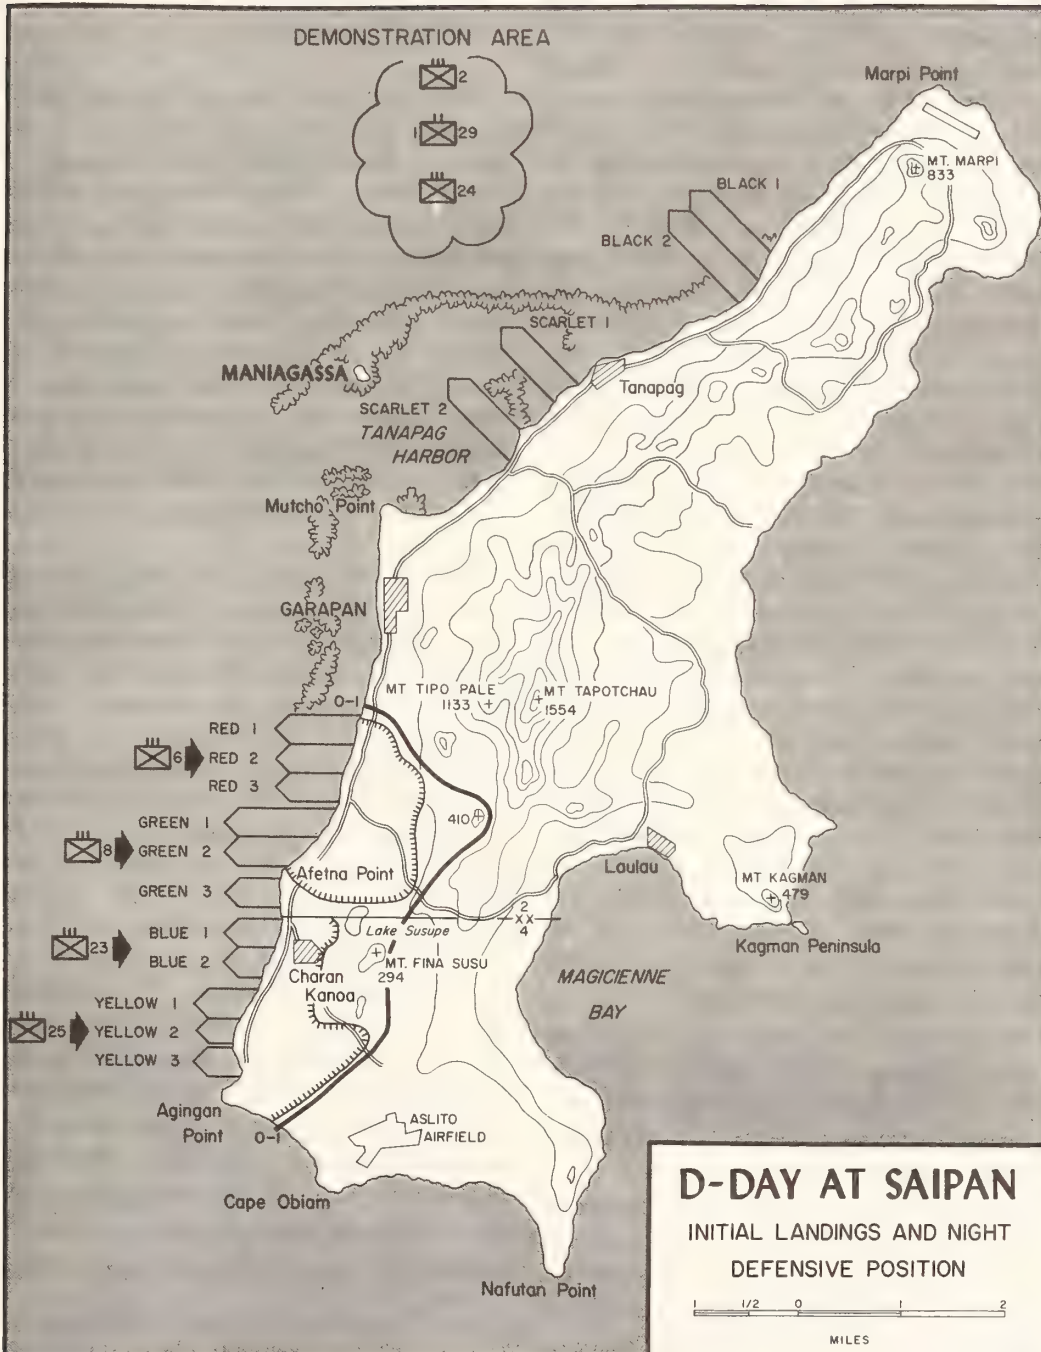 DEMONSTRATION AREA
2
1 29
24
Marpi Point
MT. MARPI
833
BLACK 1
BLACK 2
SCARLET 1
MANIAGASSA
SCARLET 2
Tanapag
TANAPAG
HARBOR
Mutcho Point
GARAPAN
MT TIPO PALE
1133
MT TAPOTCHAU
1554
O-1
RED 1
6 RED 2
RED 3
410
GREEN 1
8 GREEN 2
GREEN 3
Afetna Point
Laulau
MT KAGMAN
479
Kagman Peninsula
2
XX
4
Lake Susupe
BLUE 1
23
BLUE 2
MT. FINA SUSU
294
Charan
Kanoa
MAGICIENNE
BAY
YELLOW 1
25 YELLOW 2
YELLOW 3
Agingan
Point
O-1
ASLITO
AIRFIELD
Cape Obiam
Nafutan Point
D-DAY AT SAIPAN
INITIAL LANDINGS AND NIGHT
DEFENSIVE POSITION
1 1/2 0 1 2
MILES